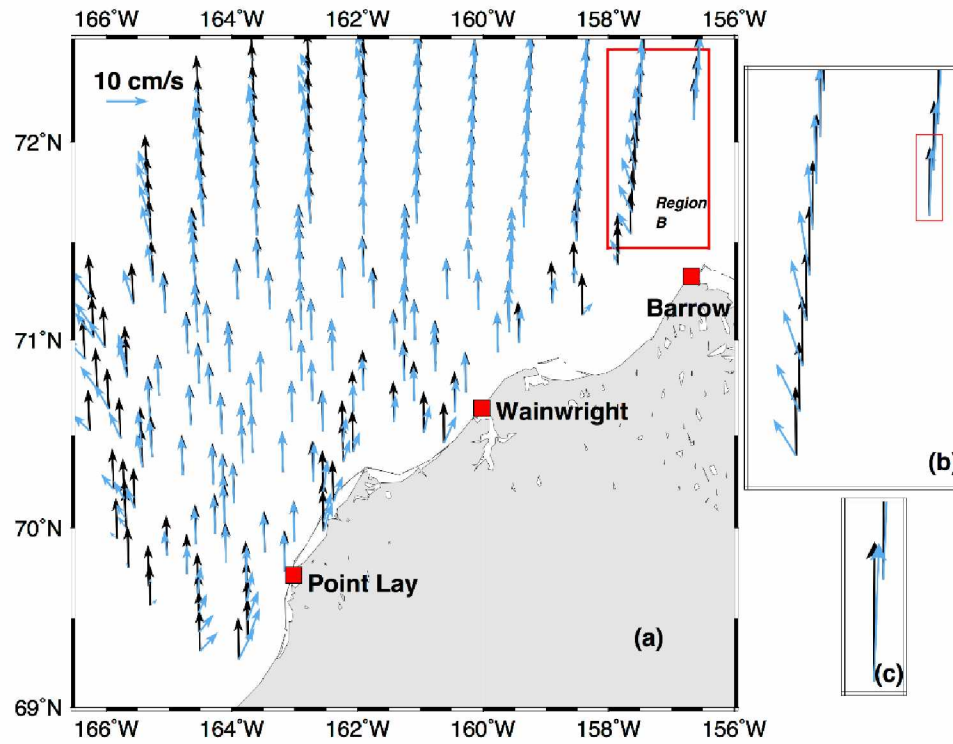 166˚W 164˚W 162˚W 160˚W 158˚W 156˚W
10 cm/s
72˚N
Region
B
Barrow
71˚N
Wainwright
(b)
70˚N
Point Lay
(a)
(c)
69˚N
166˚W 164˚W 162˚W 160˚W 158˚W 156˚W